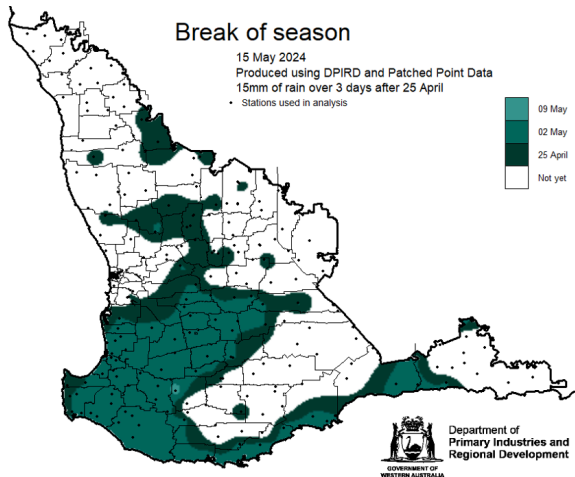 Break of season
15 May 2024
Produced using DPIRD and Patched Point Data
15mm of rain over 3 days after 25 April
• Stations used in analysis
09 May
02 May
25 April
Not yet
Department of
Primary Industries and
Regional Development
GOVERNMENT OF
WESTERN AUSTRALIA